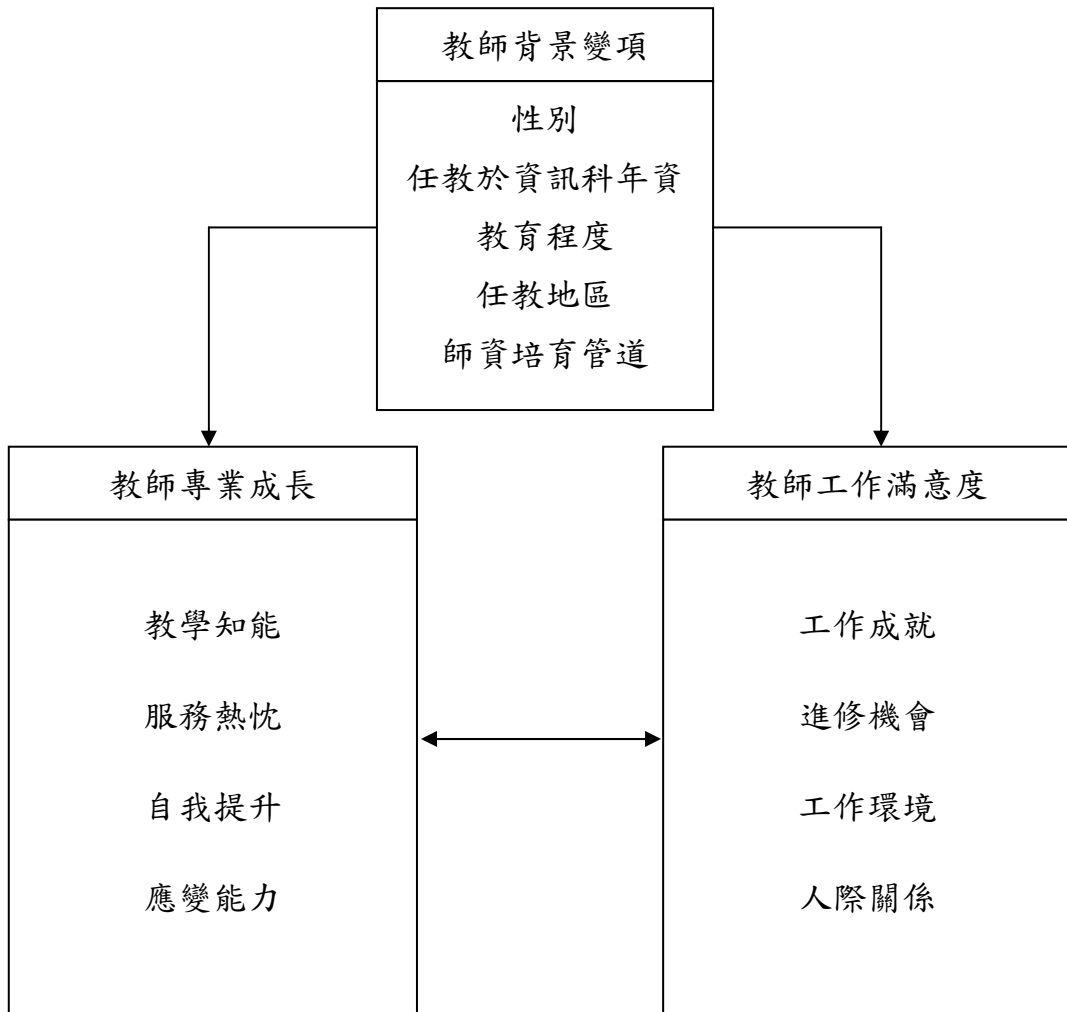 教師背景變項
性別
任教於資訊科年資
教育程度
任教地區
師資培育管道
教師專業成長
教學知能
服務熱忱
自我提升
應變能力
教師工作滿意度
工作成就
進修機會
工作環境
人際關係